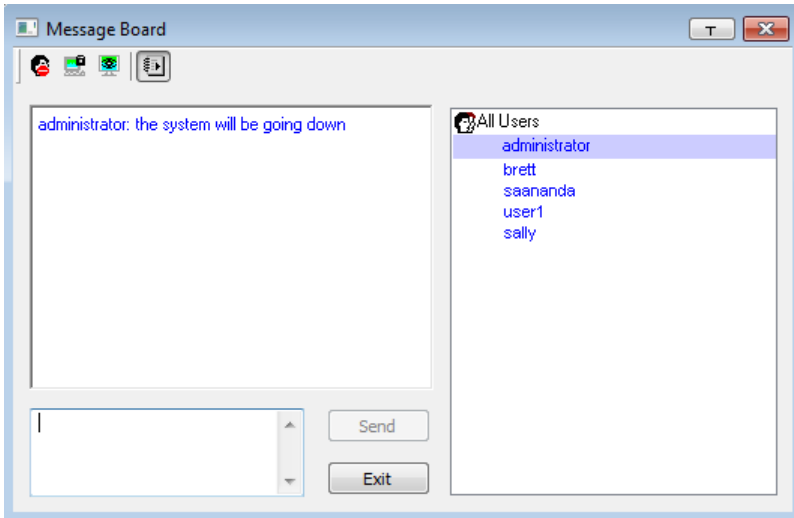 Message Board
administrator: the system will be going down
All Users
administrator
brett
saananda
user1
sally
Send
Exit